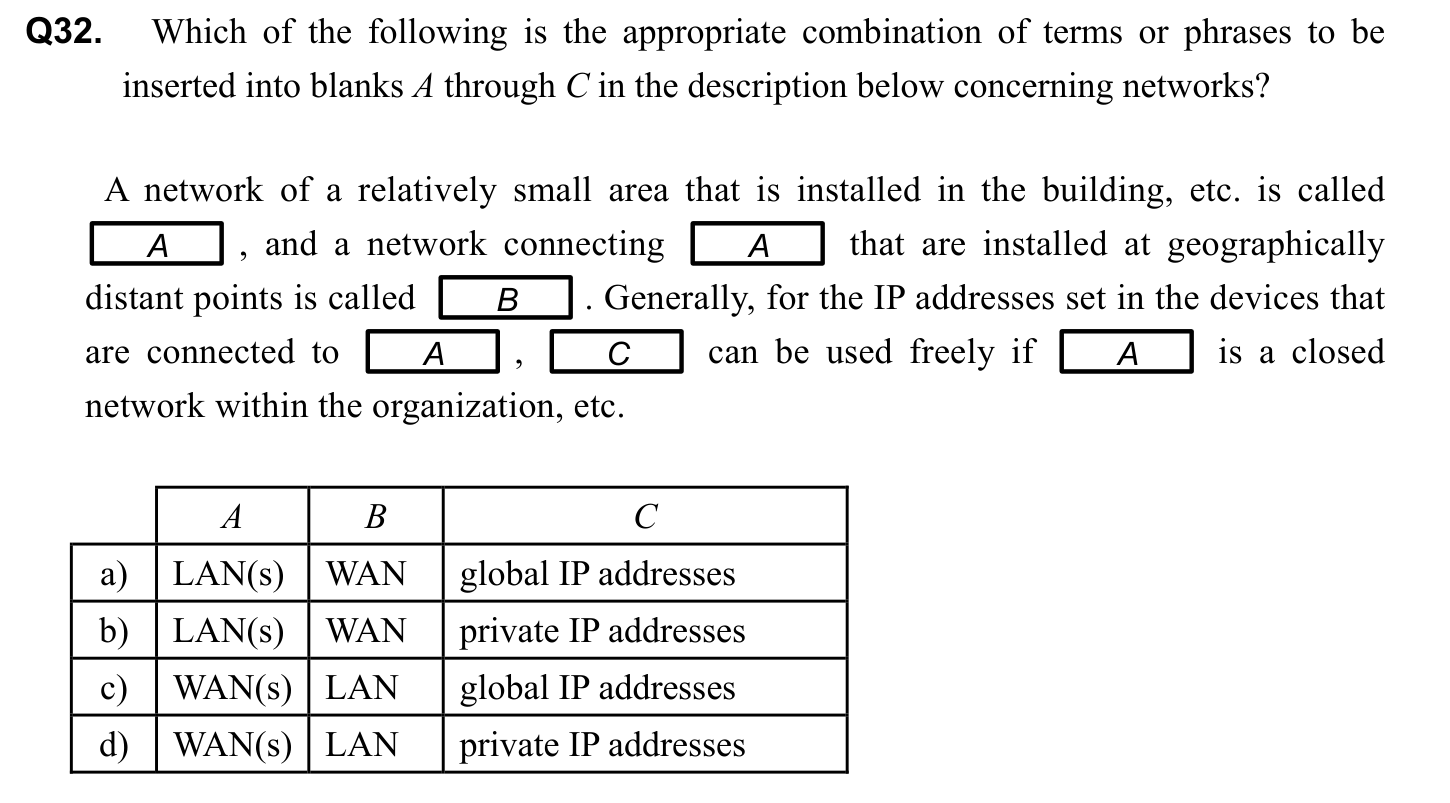 Q32. Which of the following is the appropriate combination of terms or phrases to be
inserted into blanks A through C in the description below concerning networks?
A network of a relatively small area that is installed in the building, etc. is called
A , and a network connecting A that are installed at geographically
distant points is called B . Generally, for the IP addresses set in the devices that
are connected to A , C can be used freely if A is a closed
network within the organization, etc.
A B C
a) LAN(s) WAN global IP addresses
b) LAN(s) WAN private IP addresses
c) WAN(s) LAN global IP addresses
d) WAN(s) LAN private IP addresses